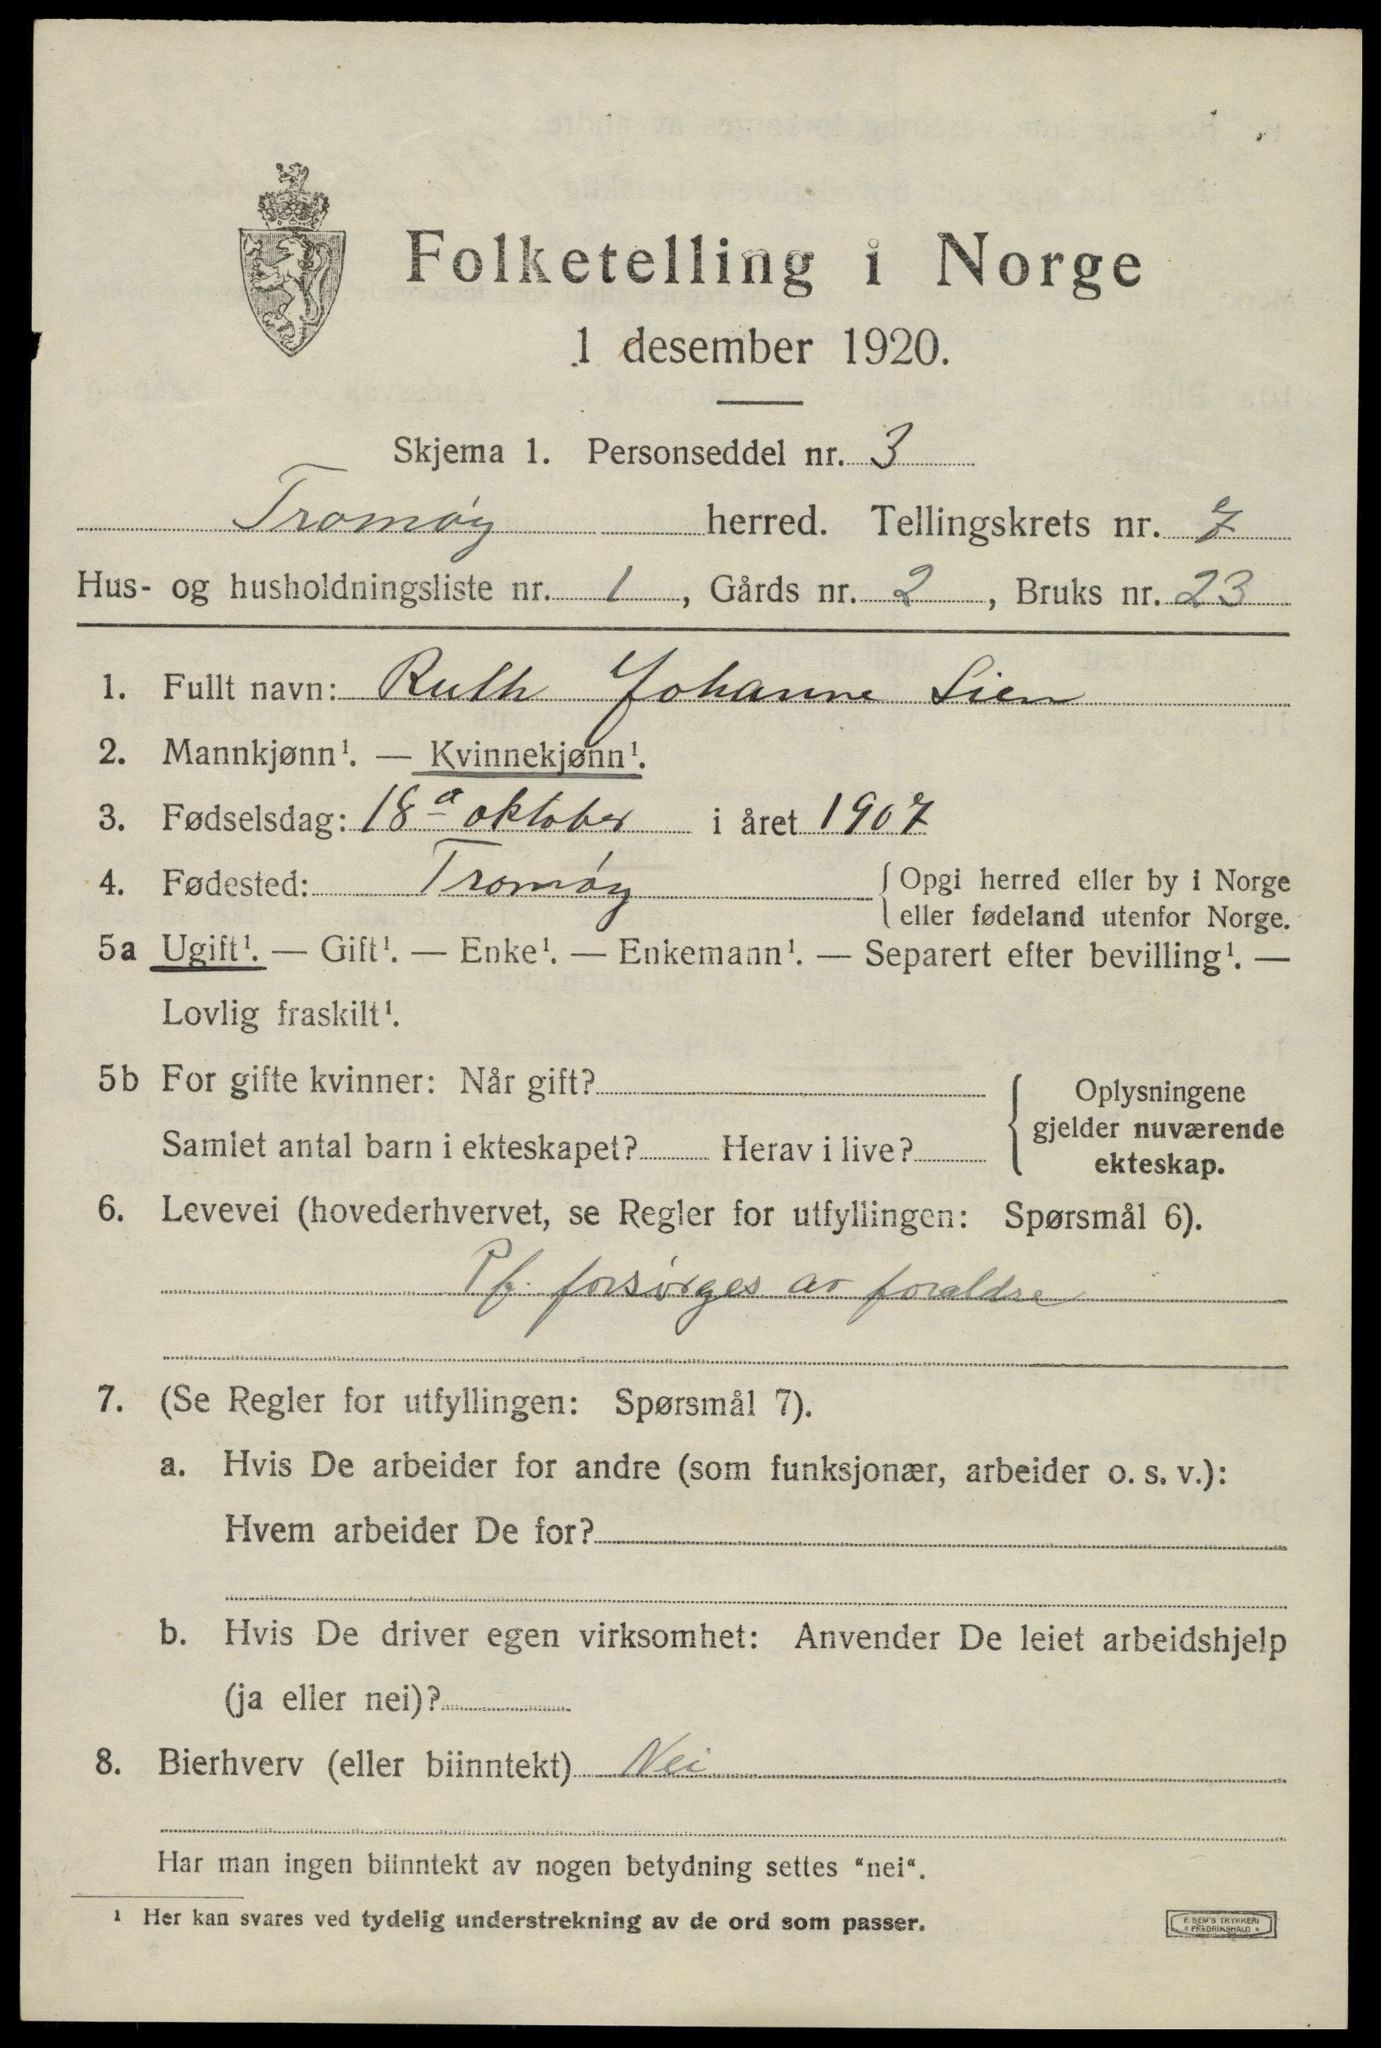 Folketelling i Norge
1 desember 1920.
Skjema 1. Personseddel nr. 3
Tromøy herred. Tellingskrets nr. 7
Hus- og husholdningsliste nr. 1, Gårds nr. 2, Bruks nr. 23
1. Fullt navn: Ruth Johanne Lien
2. Mannkjønn¹. — Kvinnekjønn¹.
3. Fødselsdag: 18de oktober i året 1907
4. Fødested: Tromøy { Opgi herred eller by i Norge
eller fødeland utenfor Norge.
5a Ugift¹. — Gift¹. — Enke¹. — Enkemann¹. — Separert efter bevilling¹. —
Lovlig fraskilt¹.
5b For gifte kvinner: Når gift?
Samlet antal barn i ekteskapet? Herav i live?
{ Oplysningene
gjelder nuværende
ekteskap.
6. Levevei (hovederhvervet, se Regler for utfyllingen: Spørsmål 6).
Pf. forsørges av foraldre
7. (Se Regler for utfyllingen: Spørsmål 7).
a. Hvis De arbeider for andre (som funksjonær, arbeider o. s. v.):
Hvem arbeider De for?
b. Hvis De driver egen virksomhet: Anvender De leiet arbeidshjelp
(ja eller nei)?
8. Bierhverv (eller biinntekt) Nei
Har man ingen biinntekt av nogen betydning settes "nei".
¹ Her kan svares ved tydelig understrekning av de ord som passer.
E. SEM'S TRYKKERI
FREDRIKSHALD